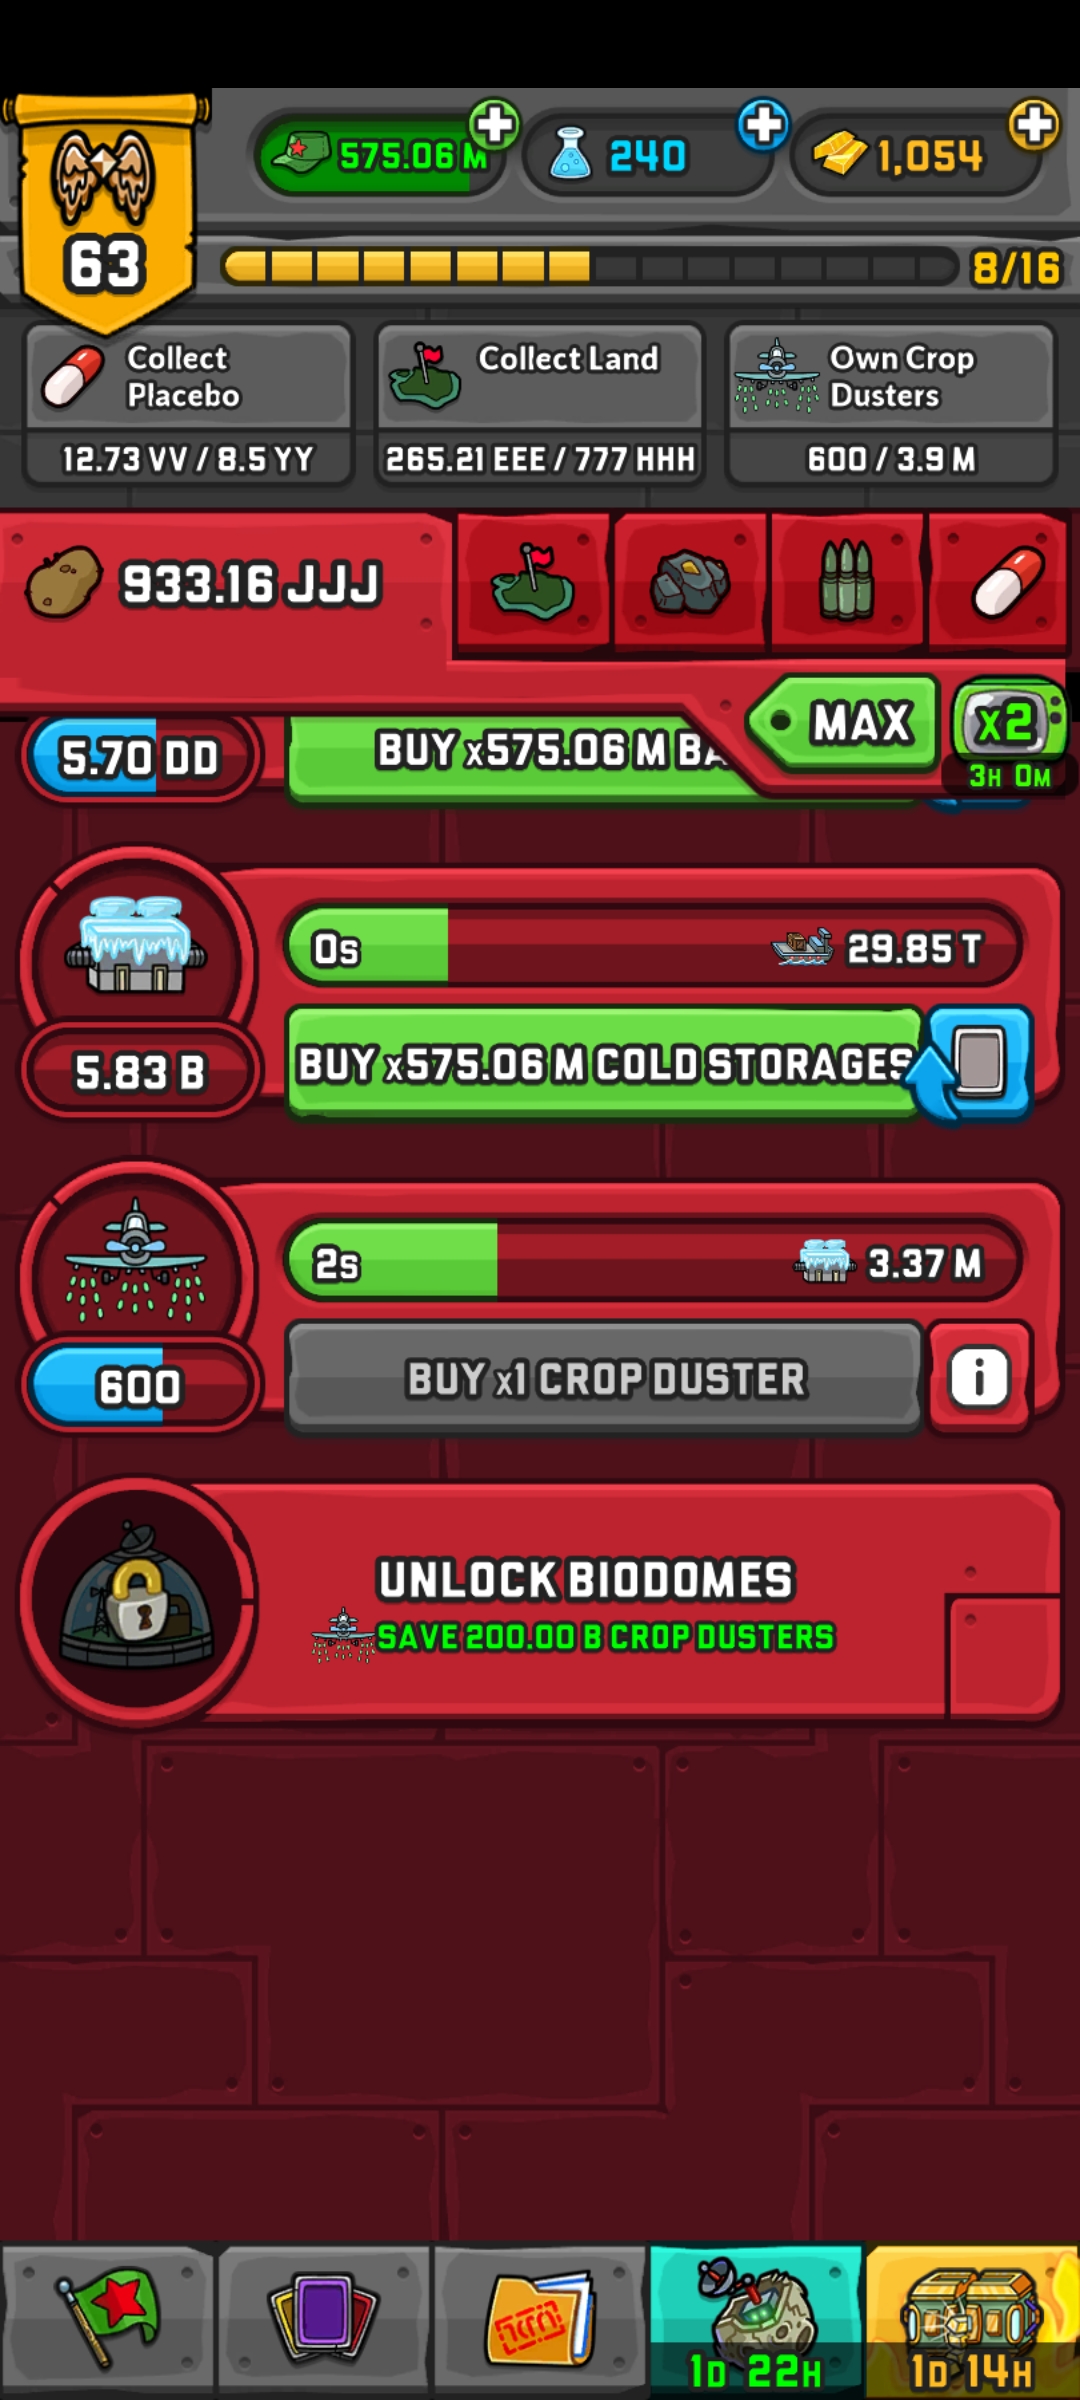 575.06 M
240
1,054
63
8/16
Collect
Placebo
12.73 VV / 8.5 YY
Collect Land
265.21 EEE / 777 HHH
Own Crop
Dusters
600 / 3.9 M
933.16 JJJ
MAX
x2
3H 0M
5.70 DD
BUY x575.06 M BA
0s
29.85 T
5.83 B
BUY x575.06 M COLD STORAGES
2s
3.37 M
600
BUY x1 CROP DUSTER
i
UNLOCK BIODOMES
SAVE 200.00 B CROP DUSTERS
1D 22H
1D 14H